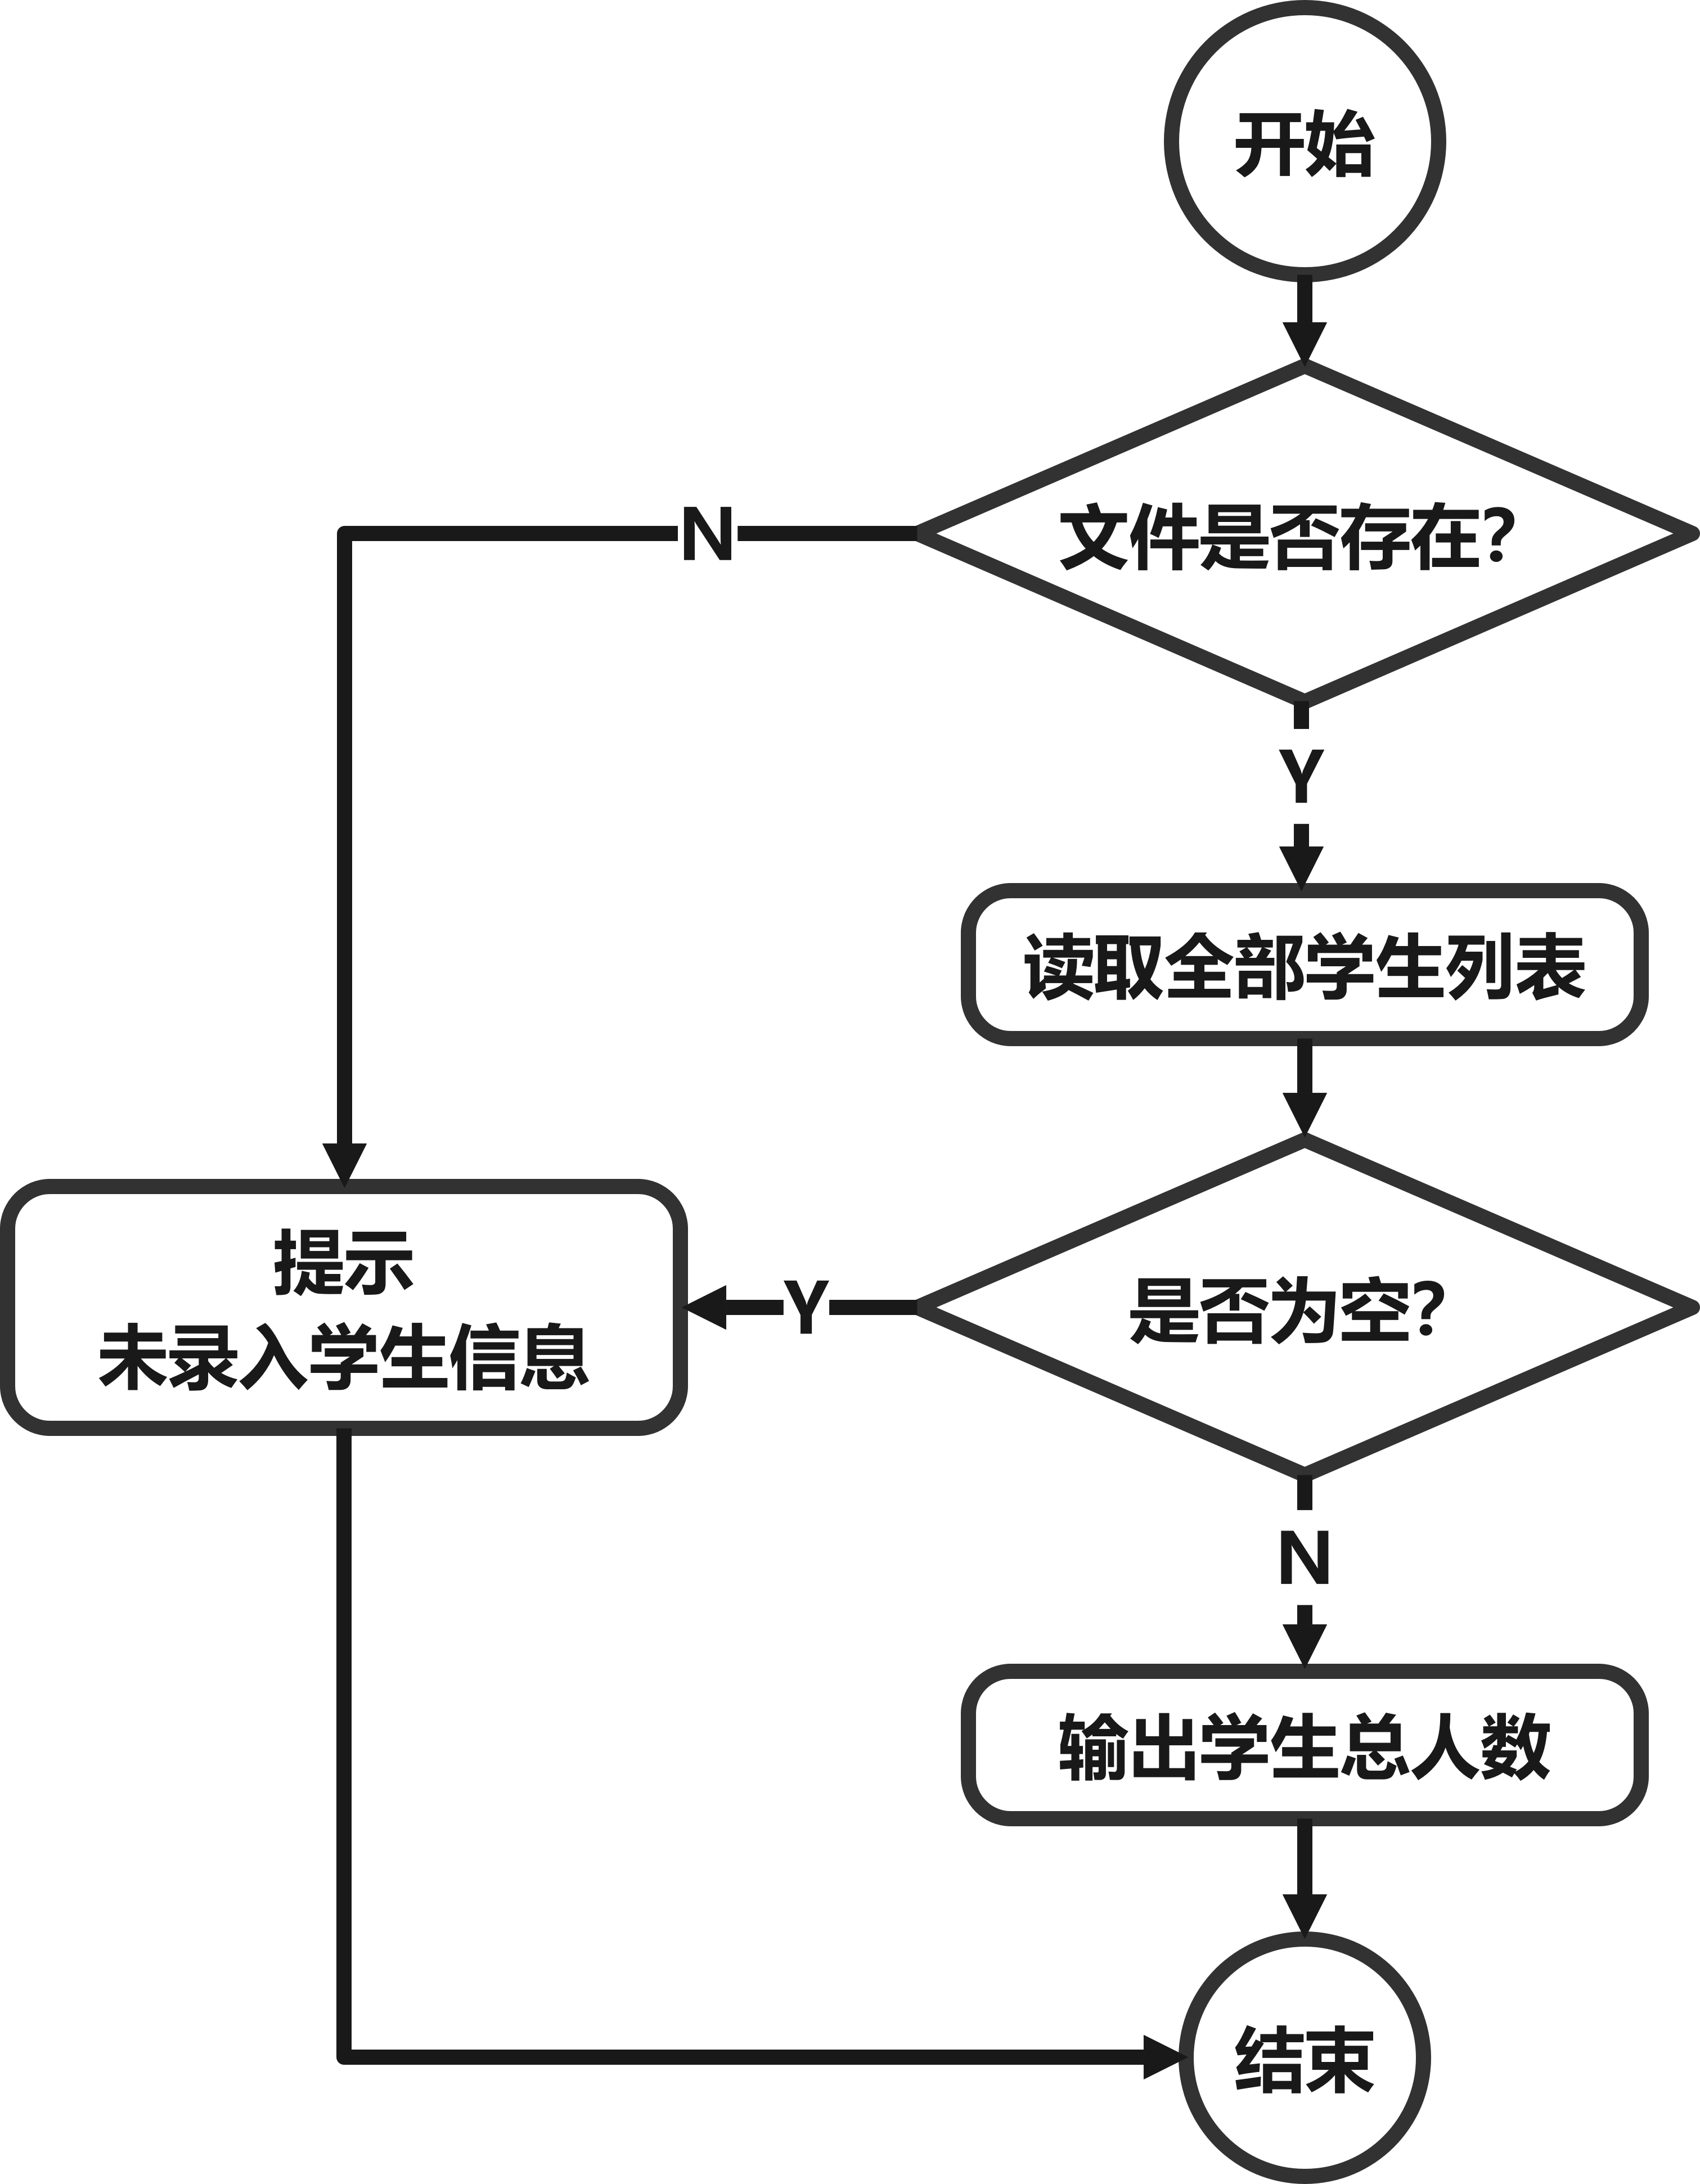 开始
文件是否存在?
N
Y
读取全部学生列表
提示
未录入学生信息
Y
是否为空?
N
输出学生总人数
结束